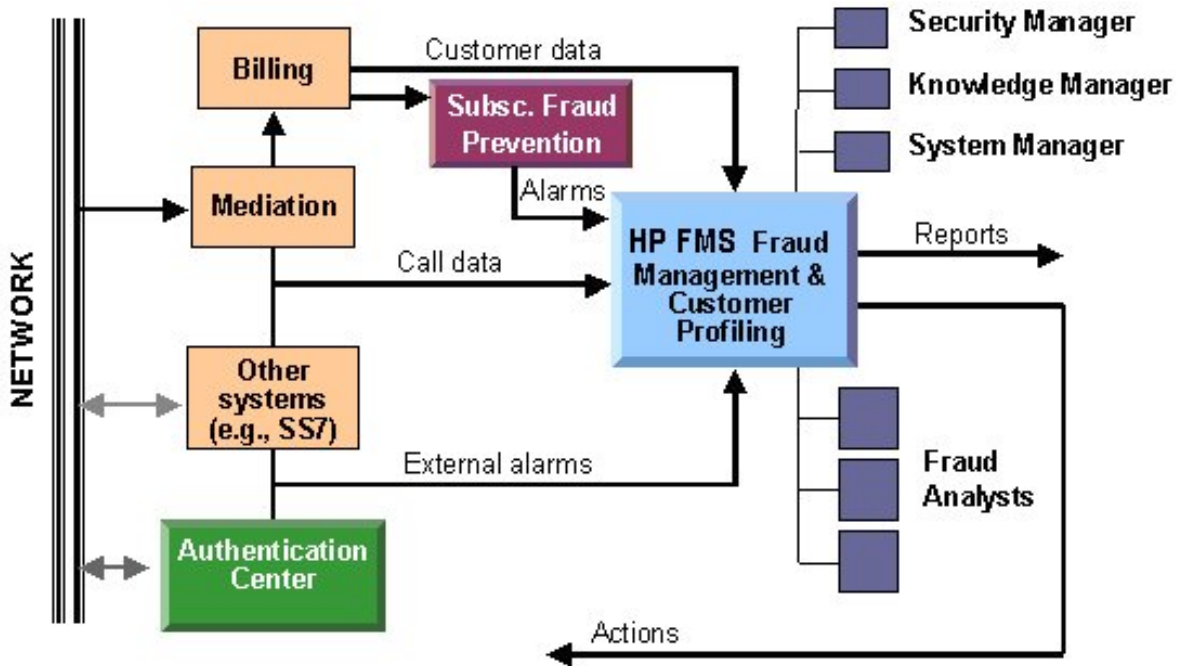 Security Manager
Customer data
Billing
Knowledge Manager
Subsc. Fraud
Prevention
System Manager
Alarms
Mediation
HP FMS Fraud
Management &
Customer
Profiling
Reports
Call data
NETWORK
Other
systems
(e.g., SS7)
External alarms
Fraud
Analysts
Authentication
Center
Actions